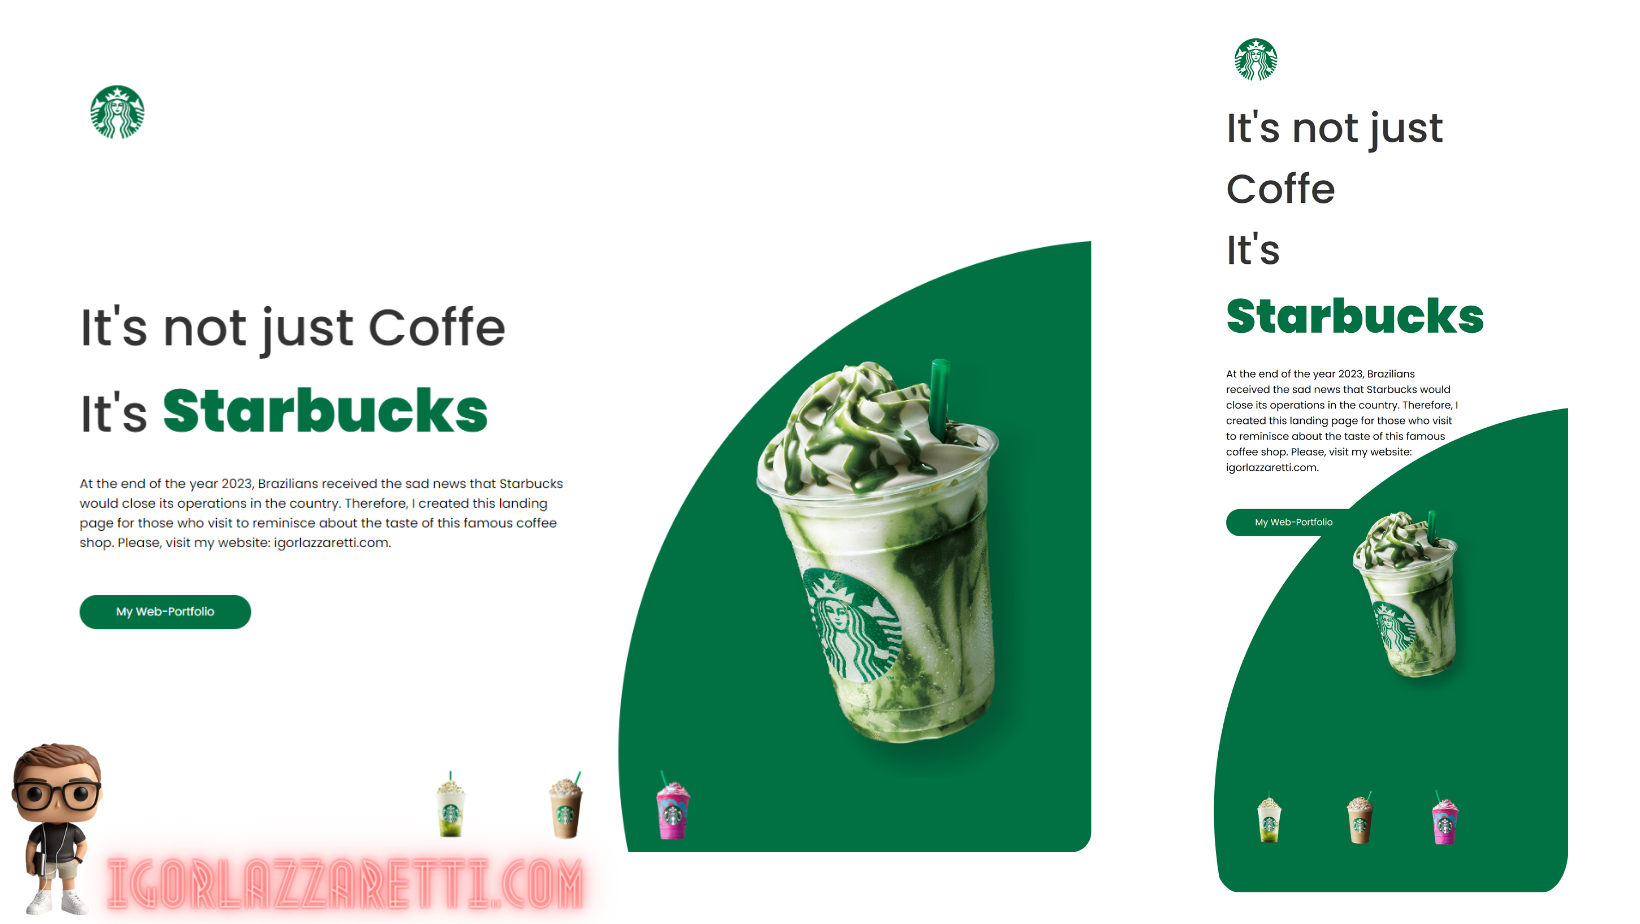 It's not just Coffe
It's Starbucks
At the end of the year 2023, Brazilians received the sad news that Starbucks
would close its operations in the country. Therefore, I created this landing
page for those who visit to reminisce about the taste of this famous coffee
shop. Please, visit my website: igorlazzaretti.com.
My Web-Portfolio
IGORLAZZARETTI.COM
It's not just
Coffe
It's
Starbucks
At the end of the year 2023, Brazilians
received the sad news that Starbucks would
close its operations in the country. Therefore, I
created this landing page for those who visit
to reminisce about the taste of this famous
coffee shop. Please, visit my website:
igorlazzaretti.com.
My Web-Portfolio